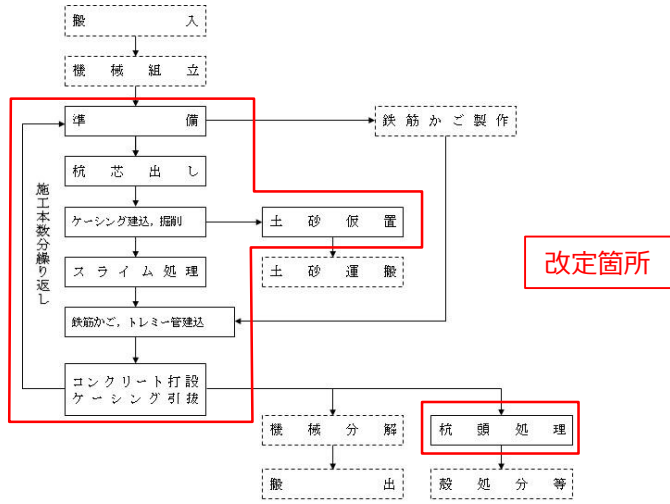 搬入
機械組立
準備
鉄筋かご製作
杭芯出し
ケーシング建込，掘削
土砂仮置
スライム処理
土砂運搬
鉄筋かご，トレミー管建込
コンクリート打設
ケーシング引抜
施工本数分繰り返し
改定箇所
機械分解
杭頭処理
搬出
殻処分等